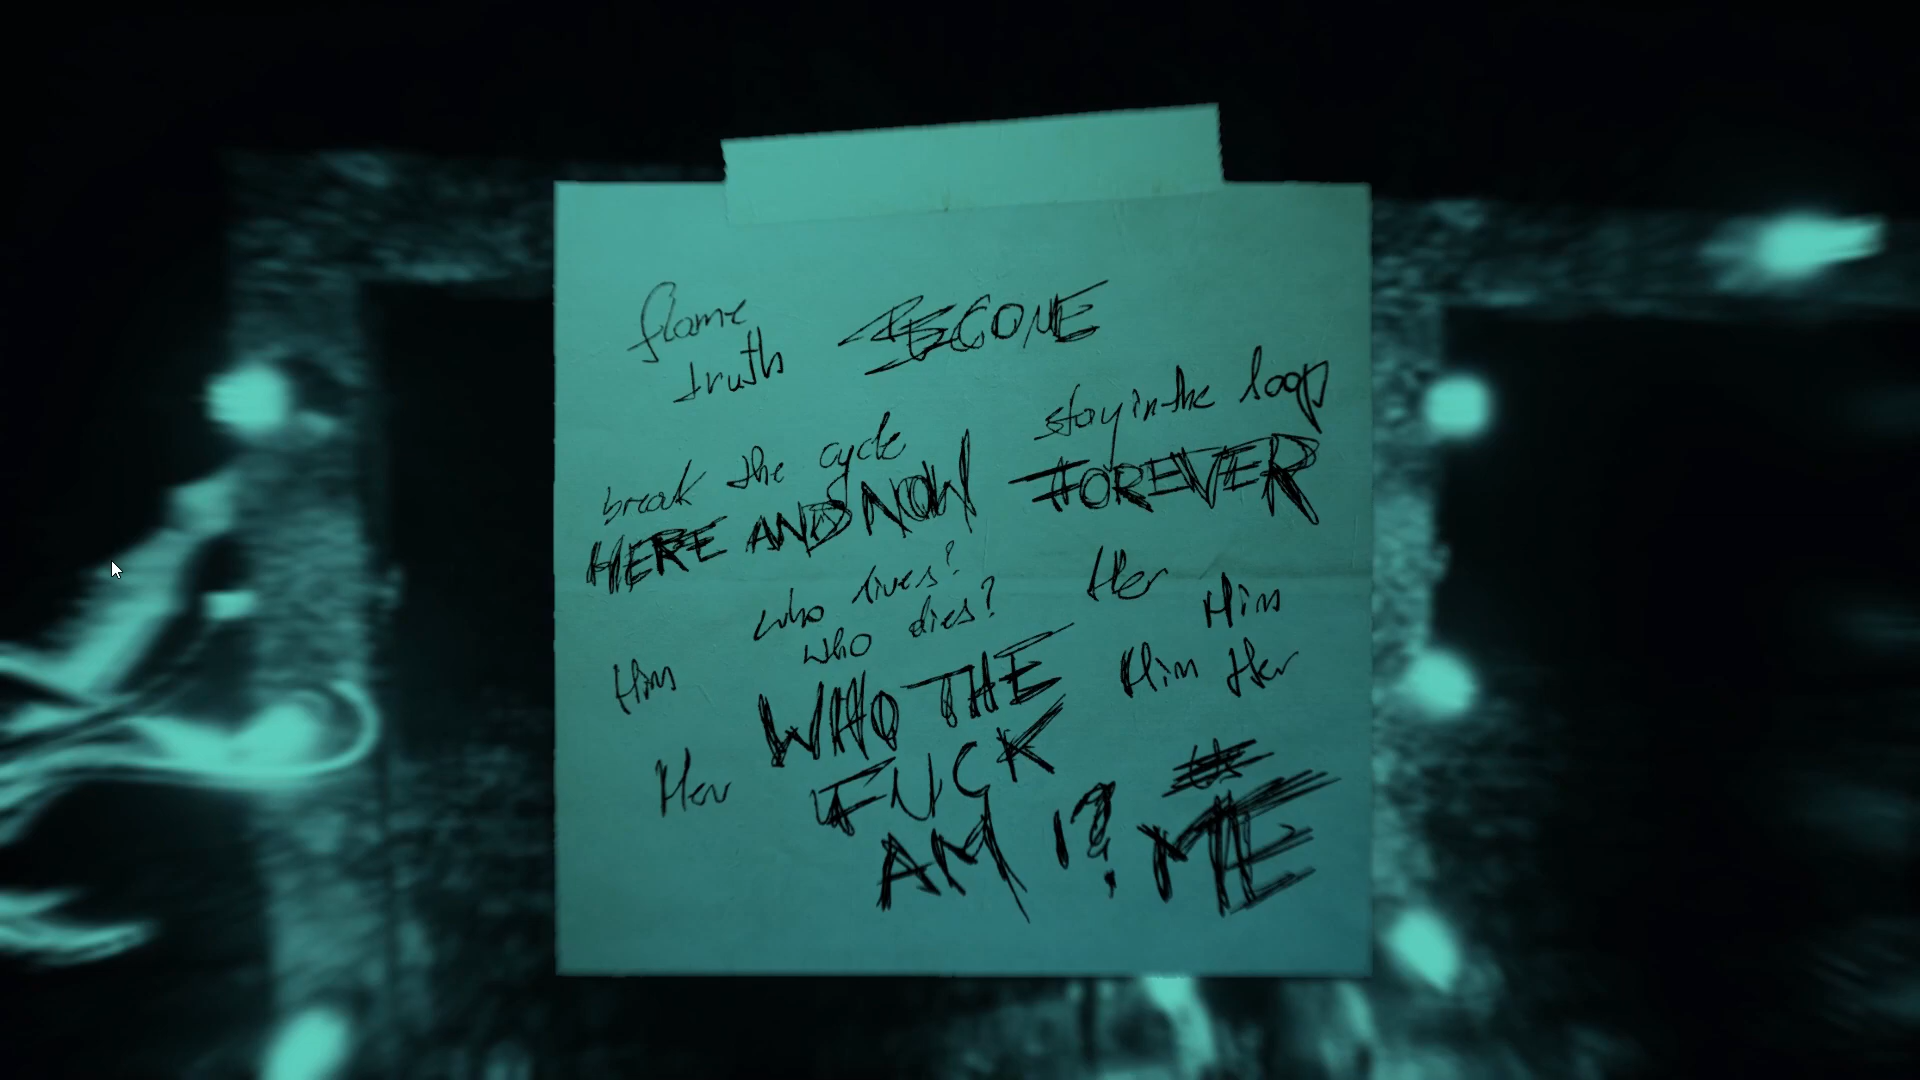 flame
truth
BECOME
break the cycle
HERE AND NOW
stay in the loop
FOREVER
who lives?
who dies?
Her
Him
Him
Him Her
WHO THE
FUCK
AM I?
Her
ME